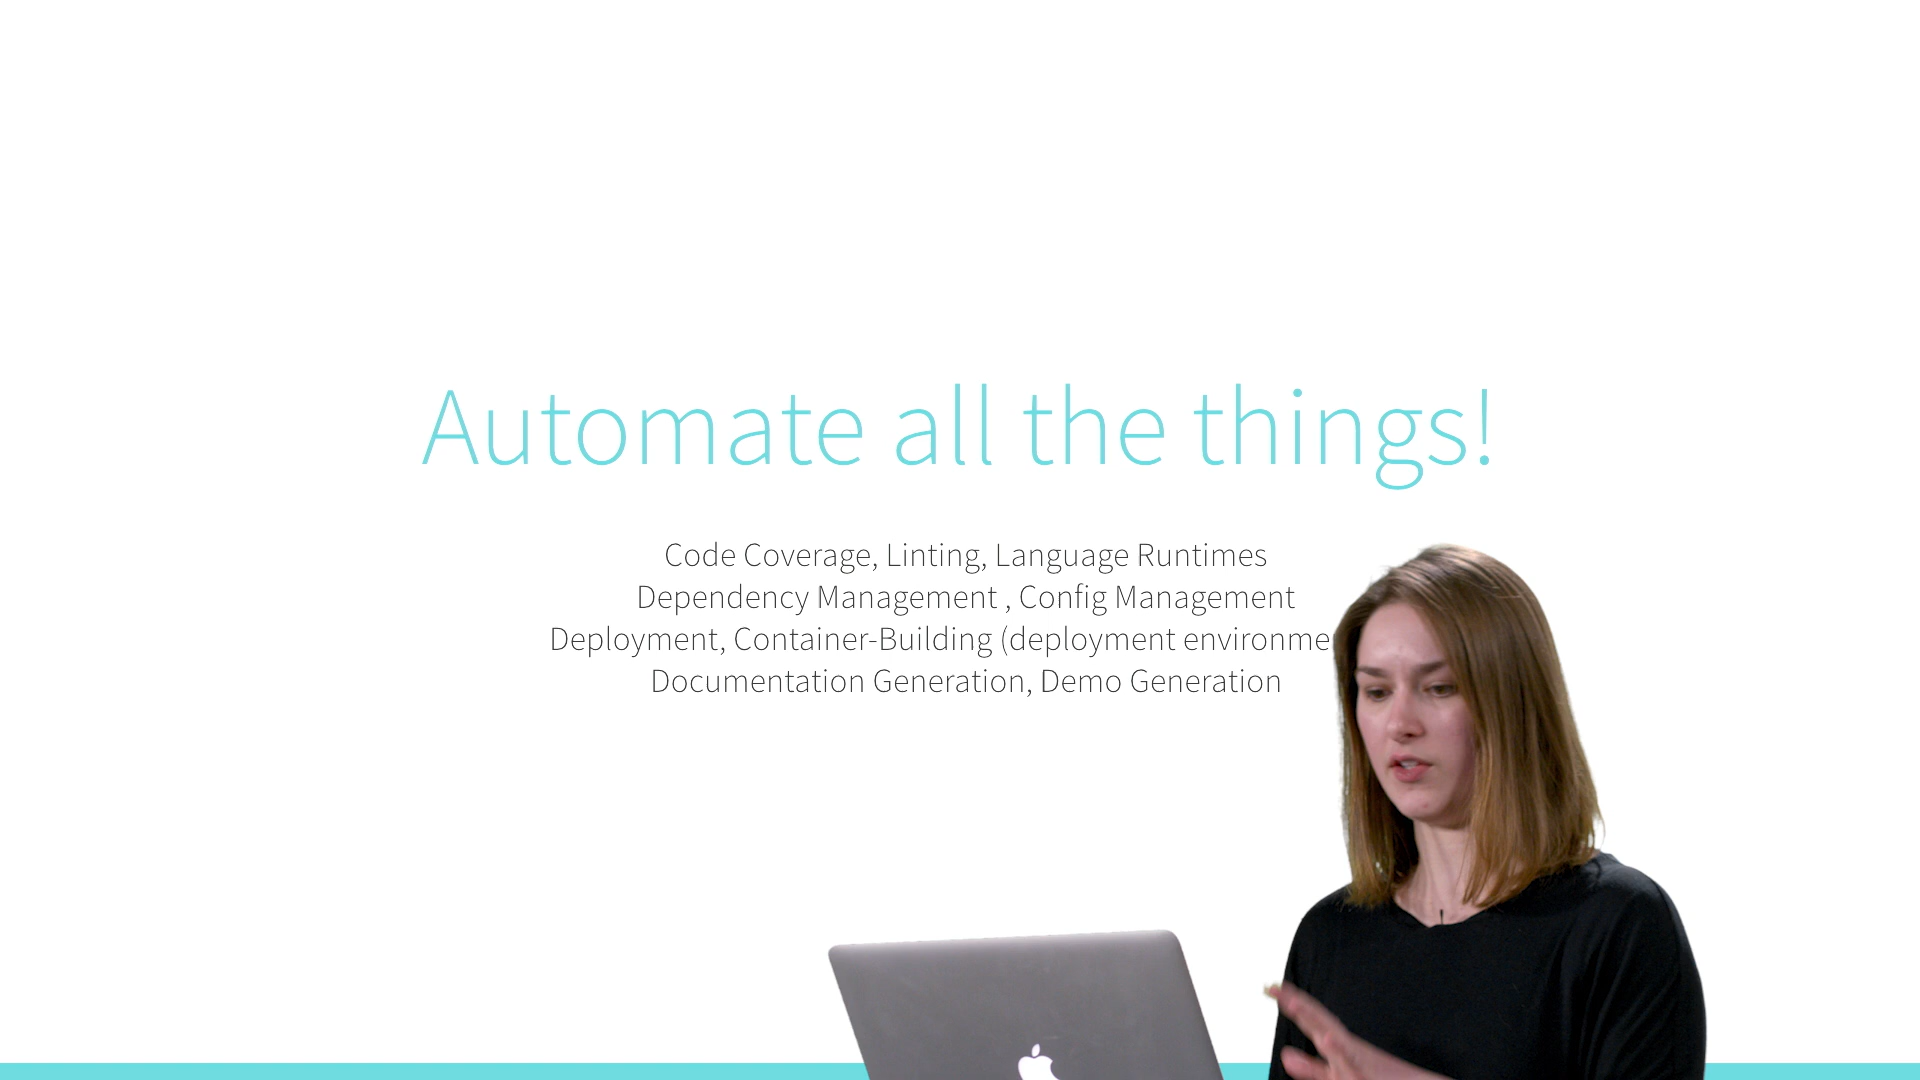 Automate all the things!
Code Coverage, Linting, Language Runtimes
Dependency Management , Config Management
Deployment, Container-Building (deployment
Documentation Generation, Demo Generation